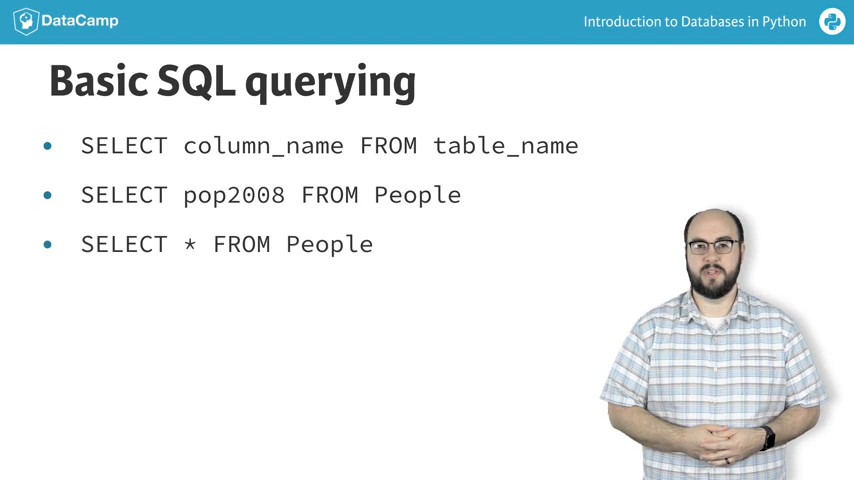 DataCamp
Introduction to Databases in Python
Basic SQL querying
• SELECT column_name FROM table_name
• SELECT pop2008 FROM People
• SELECT * FROM People